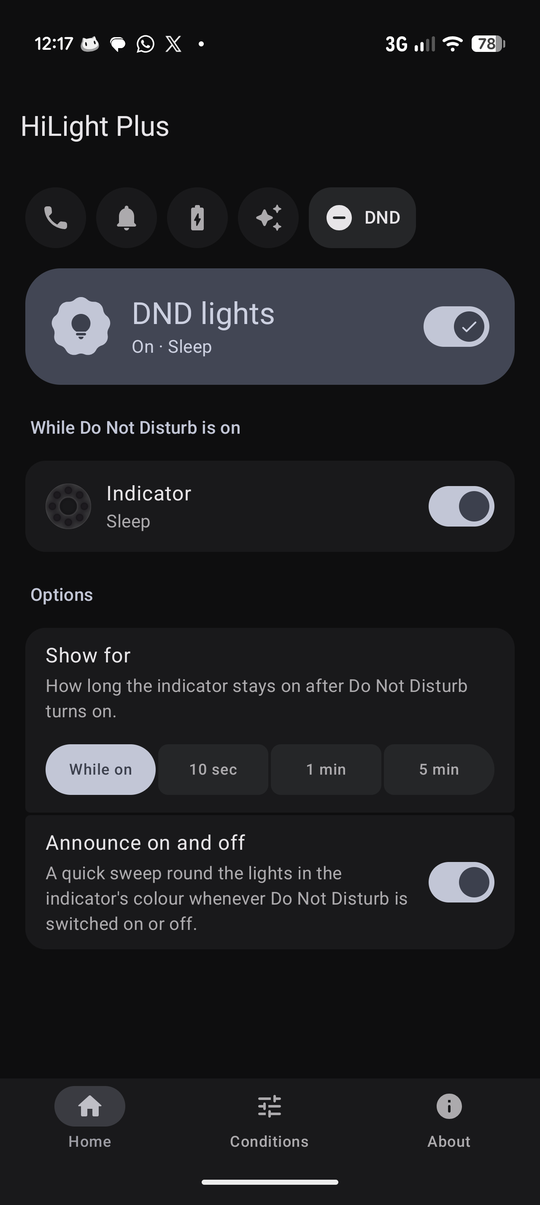 12:17
3G
78
HiLight Plus
DND
DND lights
On · Sleep
While Do Not Disturb is on
Indicator
Sleep
Options
Show for
How long the indicator stays on after Do Not Disturb
turns on.
While on
10 sec
1 min
5 min
Announce on and off
A quick sweep round the lights in the
indicator's colour whenever Do Not Disturb is
switched on or off.
Home
Conditions
About